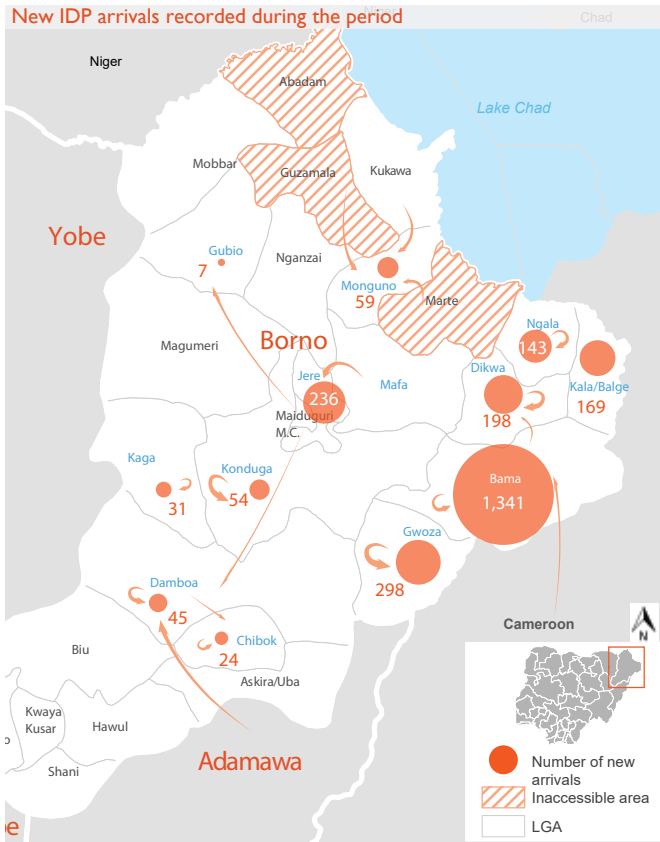 New IDP arrivals recorded during the period
Niger
Chad
Niger
Abadam
Lake Chad
Mobbar
Guzamala
Kukawa
Yobe
Gubio
7
Nganzai
Monguno
59
Marte
Magumeri
Borno
Ngala
143
Jere
236
Mafa
Dikwa
198
Kala/Balge
169
Maiduguri
M.C.
Kaga
31
Konduga
54
Bama
1,341
Gwoza
298
Damboa
45
Chibok
24
Cameroon
N
Biu
Askira/Uba
Kwaya
Kusar
Hawul
o
Shani
Adamawa
be
Number of new
arrivals
Inaccessible area
LGA